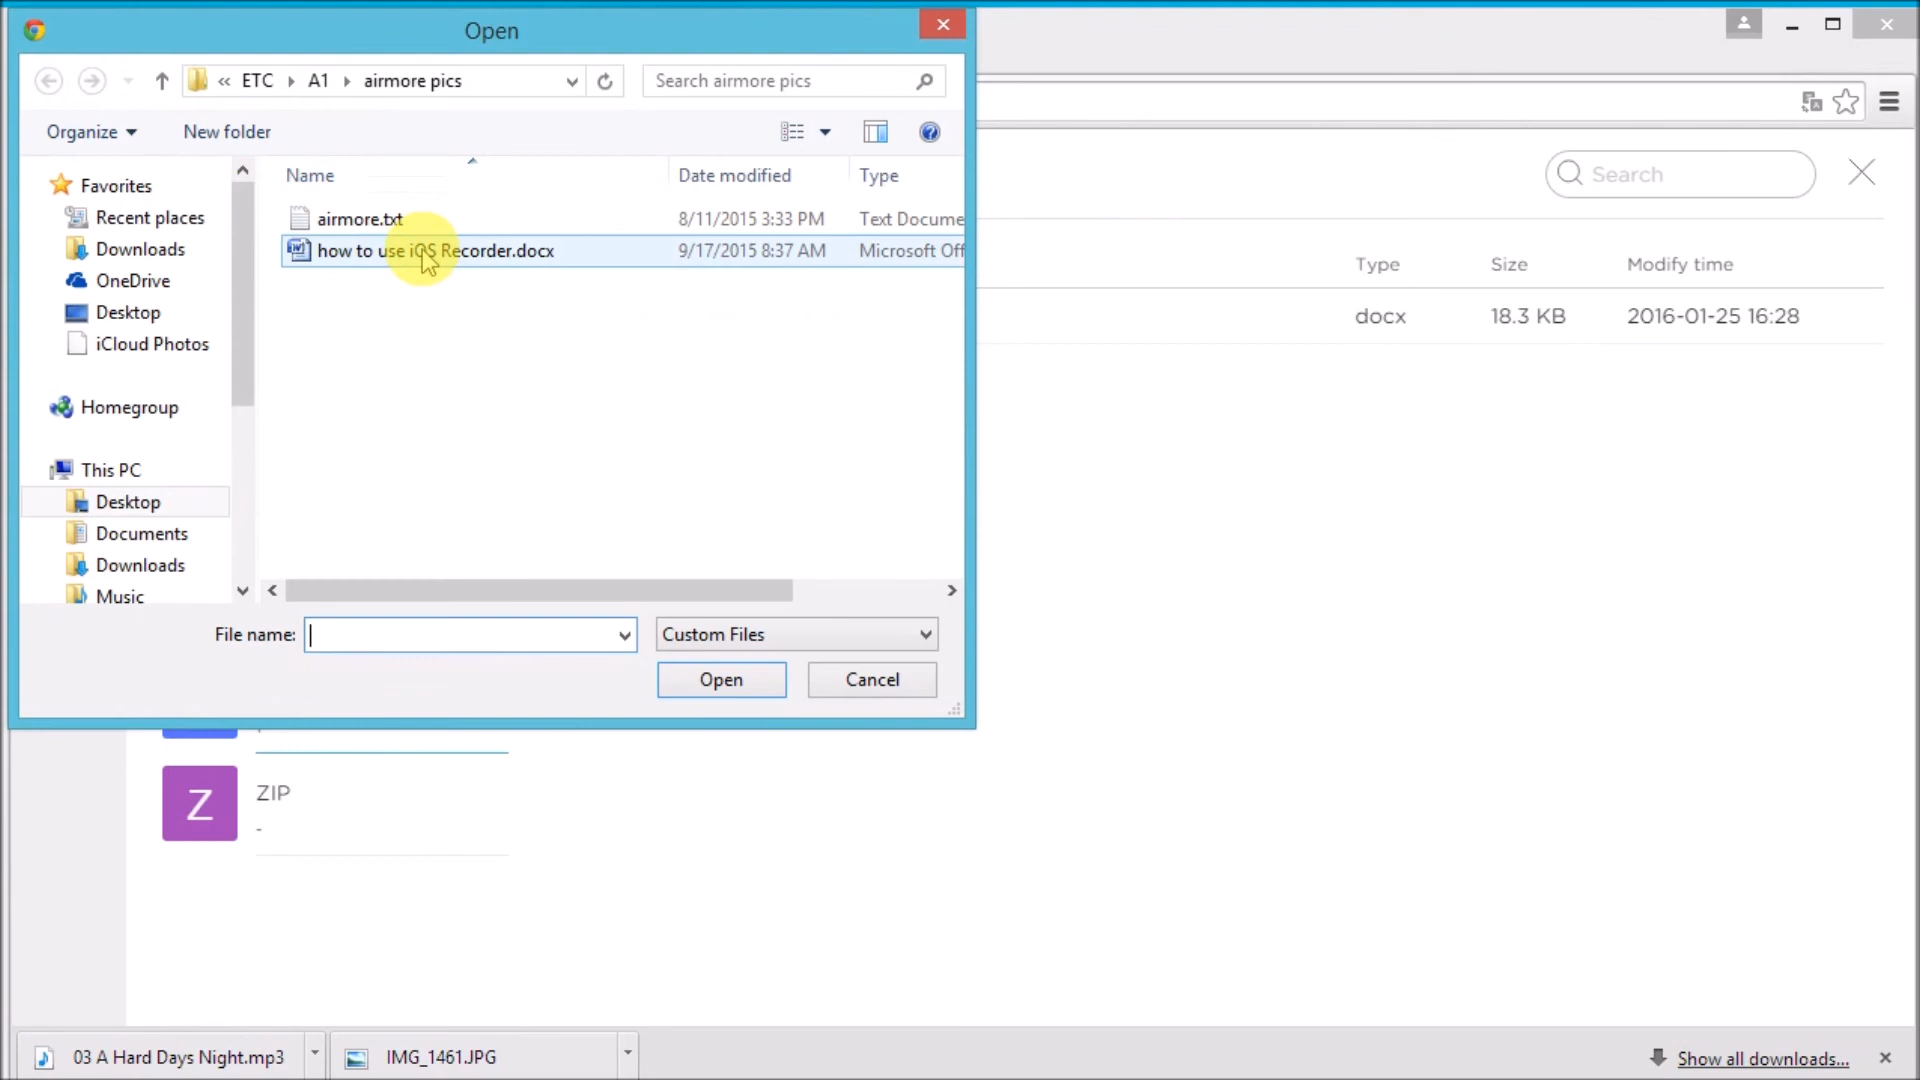 Open
« ETC A1 airmore pics
Search airmore pics
Organize New folder
Name Date modified Type
Favorites
airmore.txt 8/11/2015 3:33 PM Text Docume
Recent places
how to use iOS Recorder.docx 9/17/2015 8:37 AM Microsoft Off
Downloads
OneDrive
Desktop
iCloud Photos
Homegroup
This PC
Desktop
Documents
Downloads
Music
File name: Custom Files
Open Cancel
Search
Type Size Modify time
docx 18.3 KB 2016-01-25 16:28
Z ZIP
-
03 A Hard Days Night.mp3 IMG_1461.JPG Show all downloads...